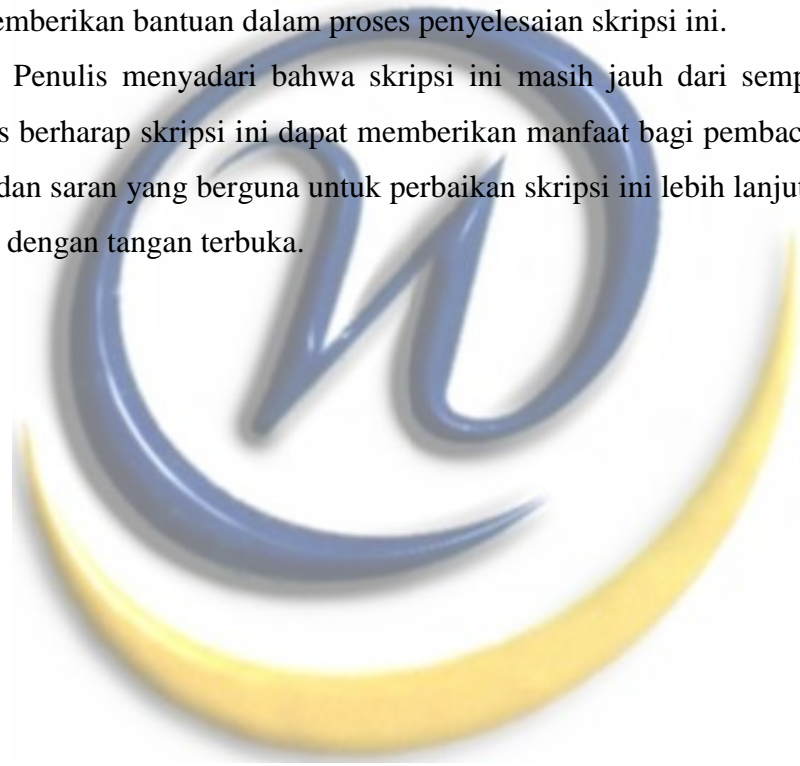 emberikan bantuan dalam proses penyelesaian skripsi ini.
Penulis menyadari bahwa skripsi ini masih jauh dari semp
s berharap skripsi ini dapat memberikan manfaat bagi pembac
dan saran yang berguna untuk perbaikan skripsi ini lebih lanjut
dengan tangan terbuka.